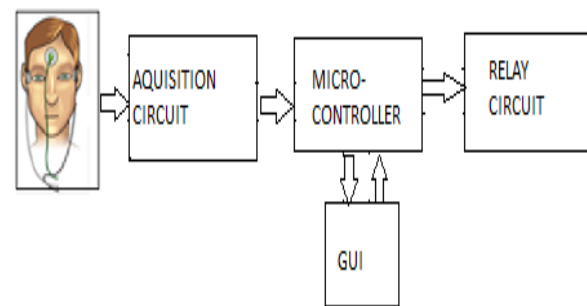 AQUISITION
CIRCUIT
MICRO-
CONTROLLER
RELAY
CIRCUIT
GUI